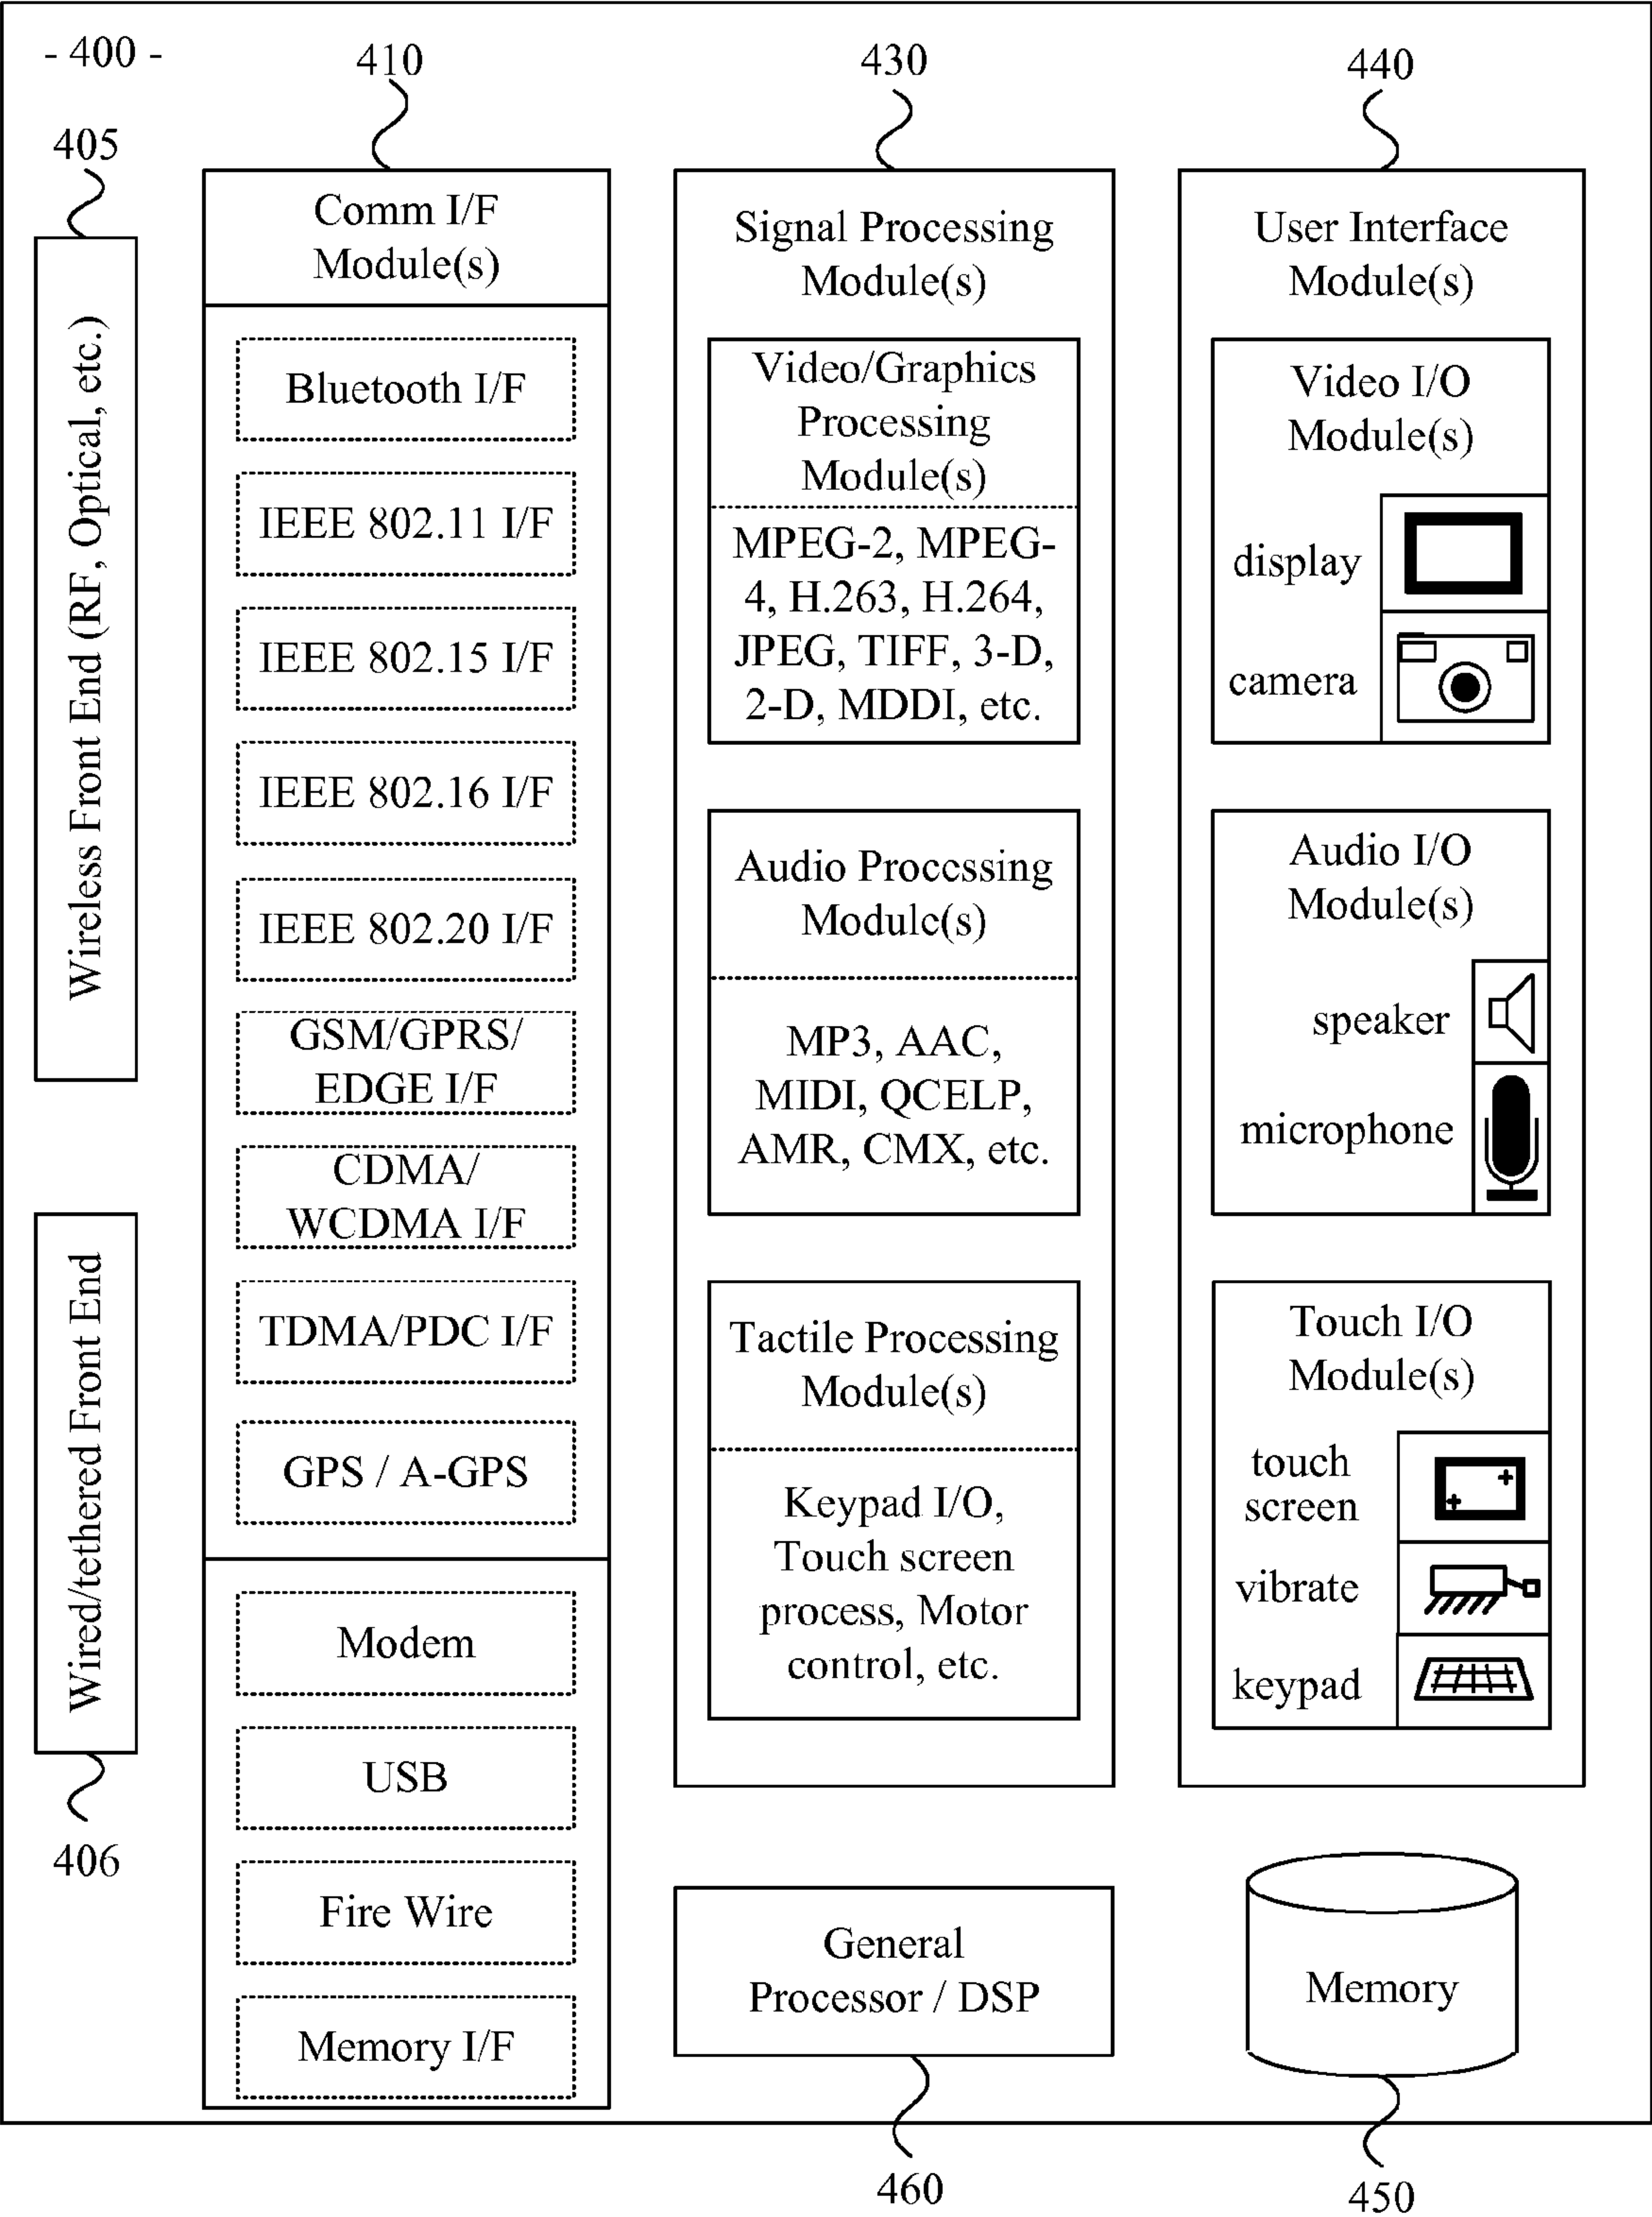 - 400 -
405
Wireless Front End (RF, Optical, etc.)
Wired/tethered Front End
406
410
Comm I/F
Module(s)
Bluetooth I/F
IEEE 802.11 I/F
IEEE 802.15 I/F
IEEE 802.16 I/F
IEEE 802.20 I/F
GSM/GPRS/
EDGE I/F
CDMA/
WCDMA I/F
TDMA/PDC I/F
GPS / A-GPS
Modem
USB
Fire Wire
Memory I/F
430
Signal Processing
Module(s)
Video/Graphics
Processing
Module(s)
MPEG-2, MPEG-
4, H.263, H.264,
JPEG, TIFF, 3-D,
2-D, MDDI, etc.
Audio Processing
Module(s)
MP3, AAC,
MIDI, QCELP,
AMR, CMX, etc.
Tactile Processing
Module(s)
Keypad I/O,
Touch screen
process, Motor
control, etc.
General
Processor / DSP
460
440
User Interface
Module(s)
Video I/O
Module(s)
display
camera
Audio I/O
Module(s)
speaker
microphone
Touch I/O
Module(s)
touch
screen
vibrate
keypad
Memory
450